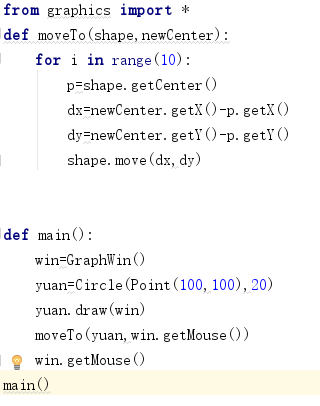 from graphics import *
def moveTo(shape,newCenter):
    for i in range(10):
        p=shape.getCenter()
        dx=newCenter.getX()-p.getX()
        dy=newCenter.getY()-p.getY()
        shape.move(dx,dy)
def main():
    win=GraphWin()
    yuan=Circle(Point(100,100),20)
    yuan.draw(win)
    moveTo(yuan,win.getMouse())
    win.getMouse()
main()